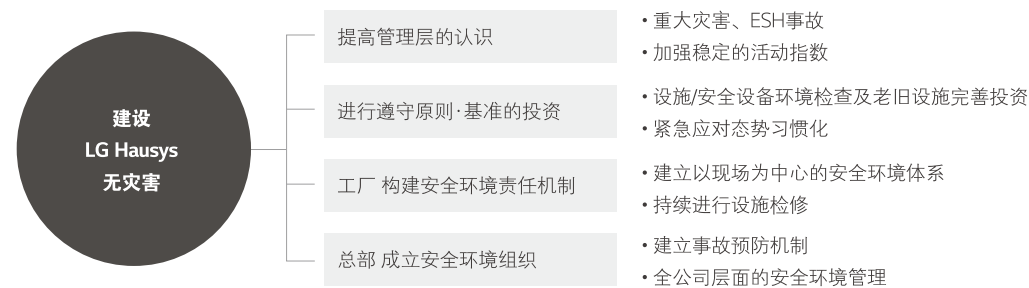 建设
LG Hausys
无灾害
提高管理层的认识
• 重大灾害、ESH事故
• 加强稳定的活动指数
进行遵守原则·基准的投资
• 设施/安全设备环境检查及老旧设施完善投资
• 紧急应对态势习惯化
工厂 构建安全环境责任机制
• 建立以现场为中心的安全环境体系
• 持续进行设施检修
总部 成立安全环境组织
• 建立事故预防机制
• 全公司层面的安全环境管理